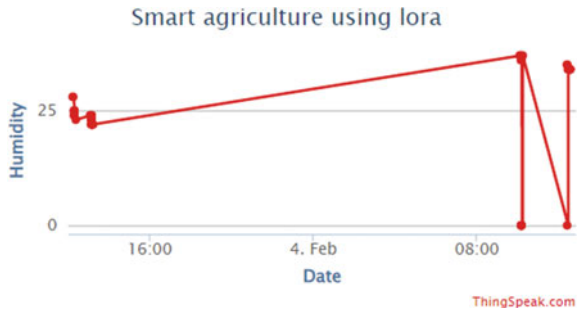 Smart agriculture using lora
Humidity
25
0
16:00 4. Feb 08:00
Date
ThingSpeak.com